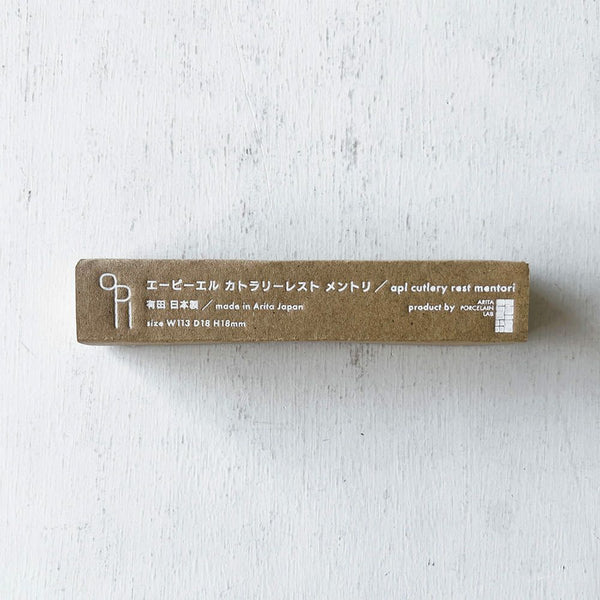 apl
エーピーエル カトラリーレスト メントリ / apl cutlery rest mentori
有田 日本製 / made in Arita Japan
size W113 D18 H18mm
product by
ARITA
PORCELAIN
LAB